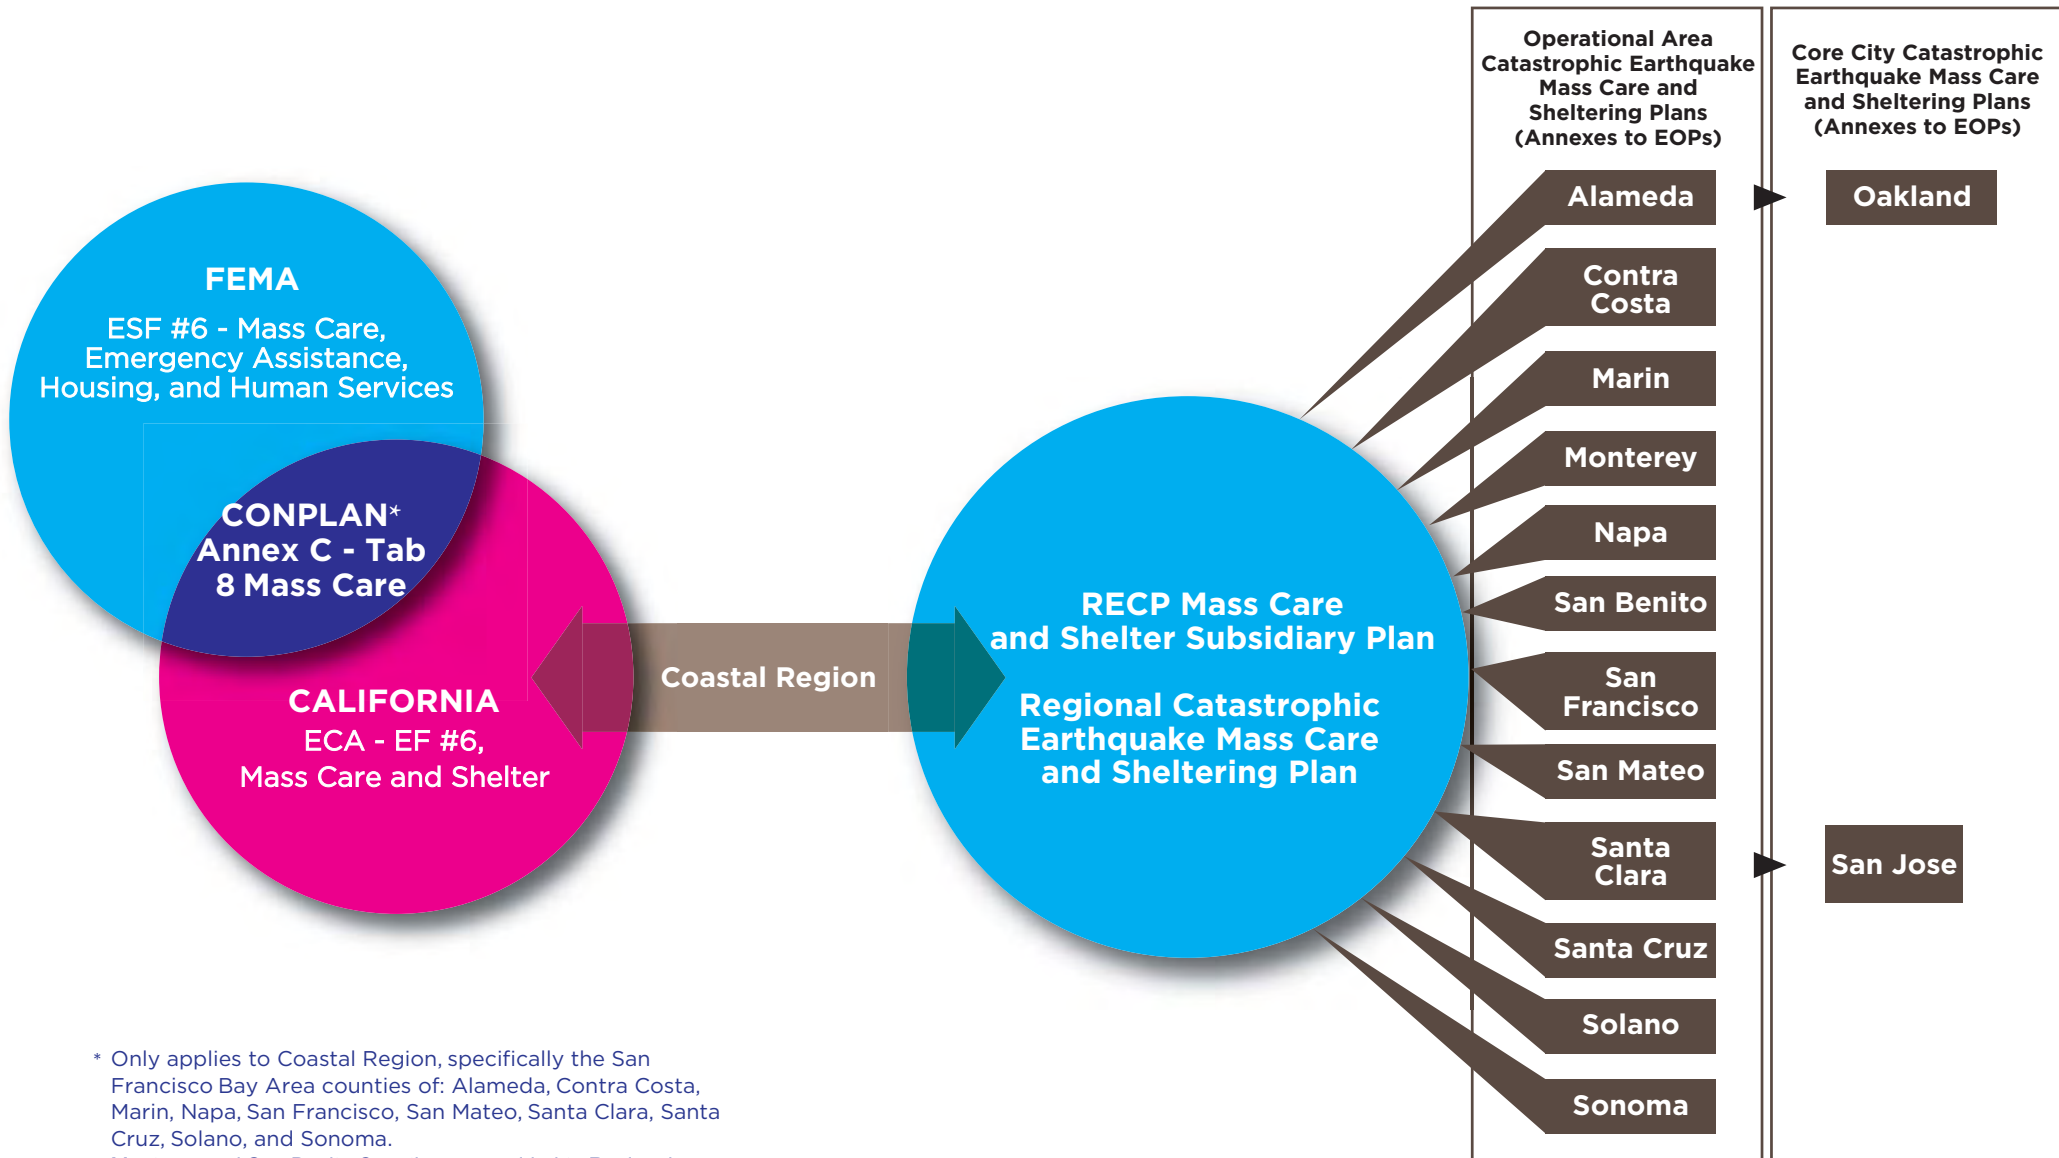 FEMA
ESF #6 - Mass Care,
Emergency Assistance,
Housing, and Human Services
CONPLAN*
Annex C - Tab
8 Mass Care
CALIFORNIA
ECA - EF #6,
Mass Care and Shelter
Coastal Region
RECP Mass Care
and Shelter Subsidiary Plan
Regional Catastrophic
Earthquake Mass Care
and Sheltering Plan
Operational Area
Catastrophic Earthquake
Mass Care and
Sheltering Plans
(Annexes to EOPs)
Alameda
Contra
Costa
Marin
Monterey
Napa
San Benito
San
Francisco
San Mateo
Santa
Clara
Santa Cruz
Solano
Sonoma
Core City Catastrophic
Earthquake Mass Care
and Sheltering Plans
(Annexes to EOPs)
Oakland
San Jose
* Only applies to Coastal Region, specifically the San
Francisco Bay Area counties of: Alameda, Contra Costa,
Marin, Napa, San Francisco, San Mateo, Santa Clara, Santa
Cruz, Solano, and Sonoma.